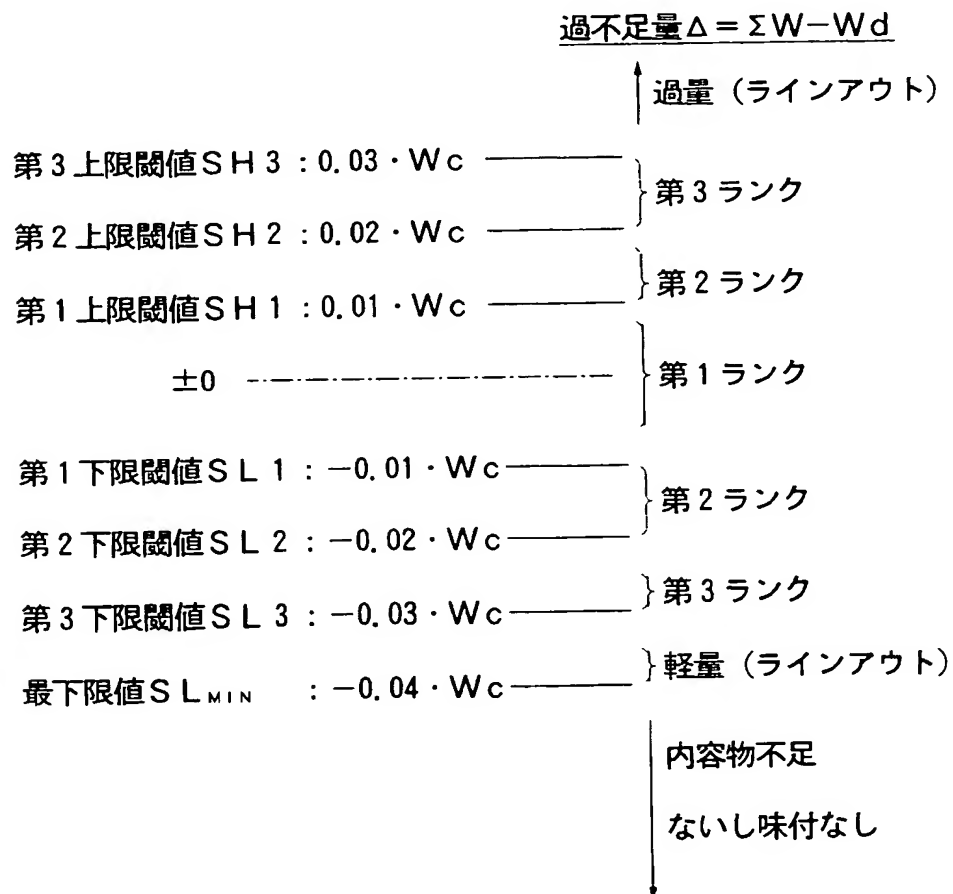 過不足量Δ=ΣW−Wd
過量(ラインアウト)
第3上限閾値SH3:0.03・Wc
第3ランク
第2上限閾値SH2:0.02・Wc
第2ランク
第1上限閾値SH1:0.01・Wc
第1ランク
±0
第1下限閾値SL1:−0.01・Wc
第2ランク
第2下限閾値SL2:−0.02・Wc
第3ランク
第3下限閾値SL3:−0.03・Wc
軽量(ラインアウト)
最下限値SLMIN :−0.04・Wc
内容物不足
ないし味付なし